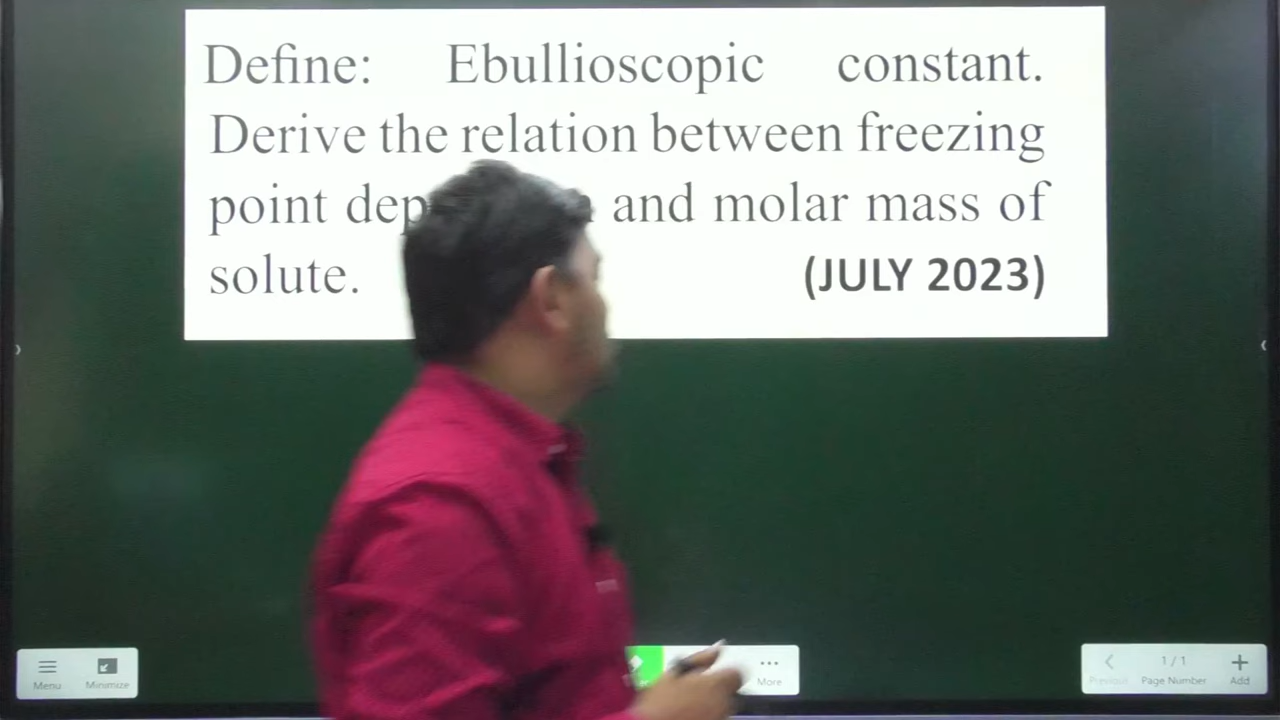 Define: Ebullioscopic constant.
Derive the relation between freezing
point dep and molar mass of
solute. (JULY 2023)
Menu
Minimize
More
Previous
1 / 1
Page Number
Add